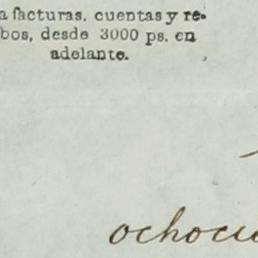 a facturas, cuentas y re-
bos, desde 3000 ps. en
adelante.
ochocie